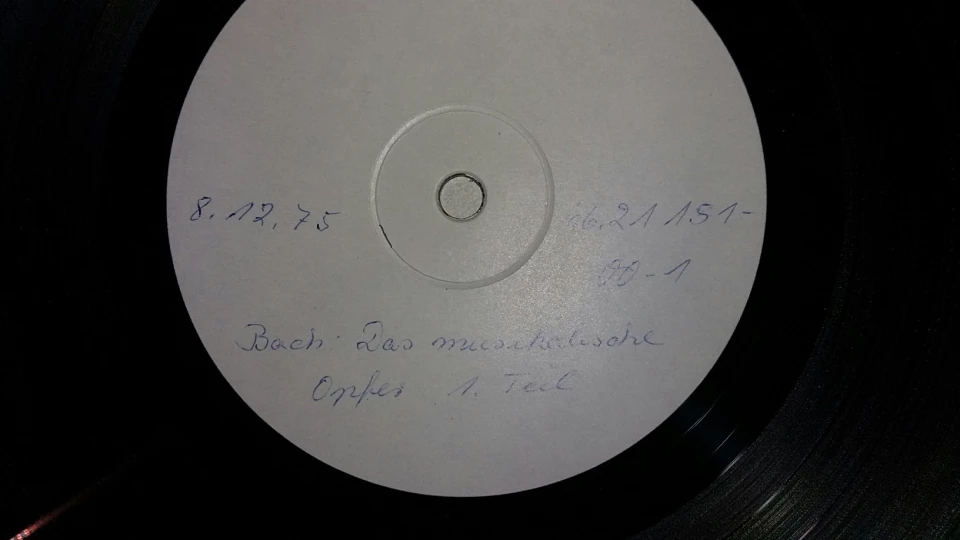 8.12.75
6.21151-
00-1
Bach: Das musikalische
Opfer 1. Teil